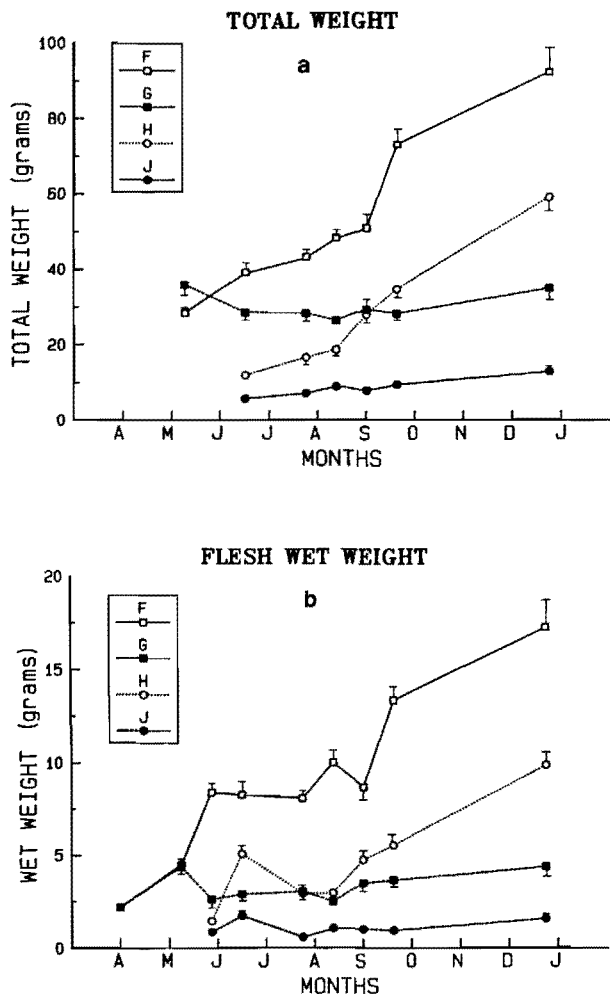 TOTAL WEIGHT
a
F
G
H
J
100
80
60
40
20
0
TOTAL WEIGHT (grams)
A M J J A S O N D J
MONTHS
FLESH WET WEIGHT
b
F
G
H
J
20
15
10
5
0
WET WEIGHT (grams)
A M J J A S O N D J
MONTHS